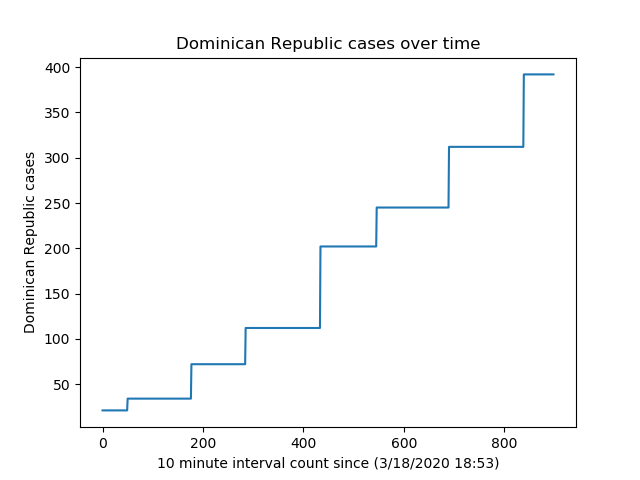 Dominican Republic cases over time
Dominican Republic cases
400
350
300
250
200
150
100
50
0 200 400 600 800
10 minute interval count since (3/18/2020 18:53)